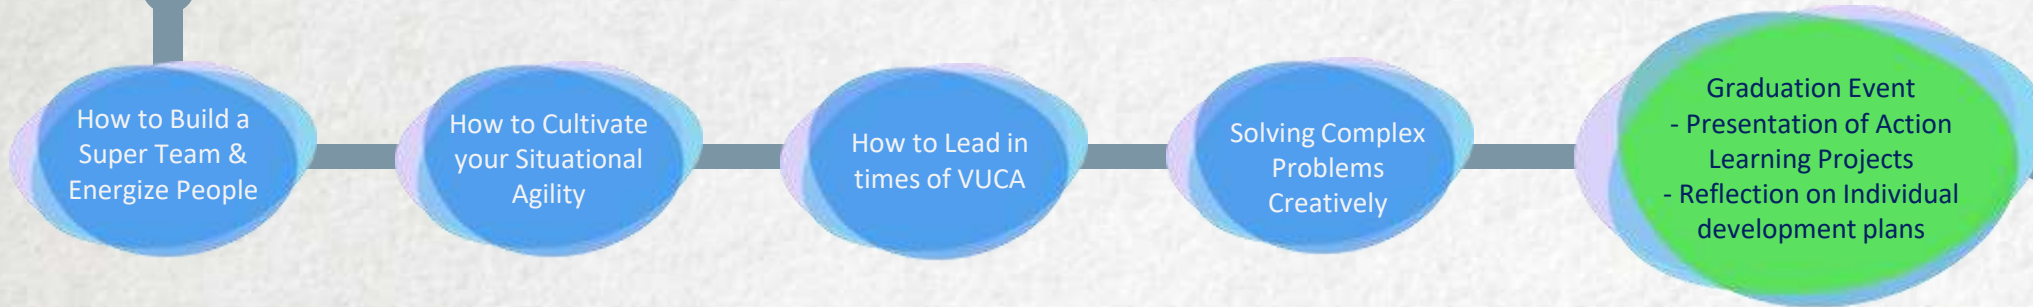 How to Build a
Super Team &
Energize People
How to Cultivate
your Situational
Agility
How to Lead in
times of VUCA
Solving Complex
Problems
Creatively
Graduation Event
- Presentation of Action
Learning Projects
- Reflection on Individual
development plans